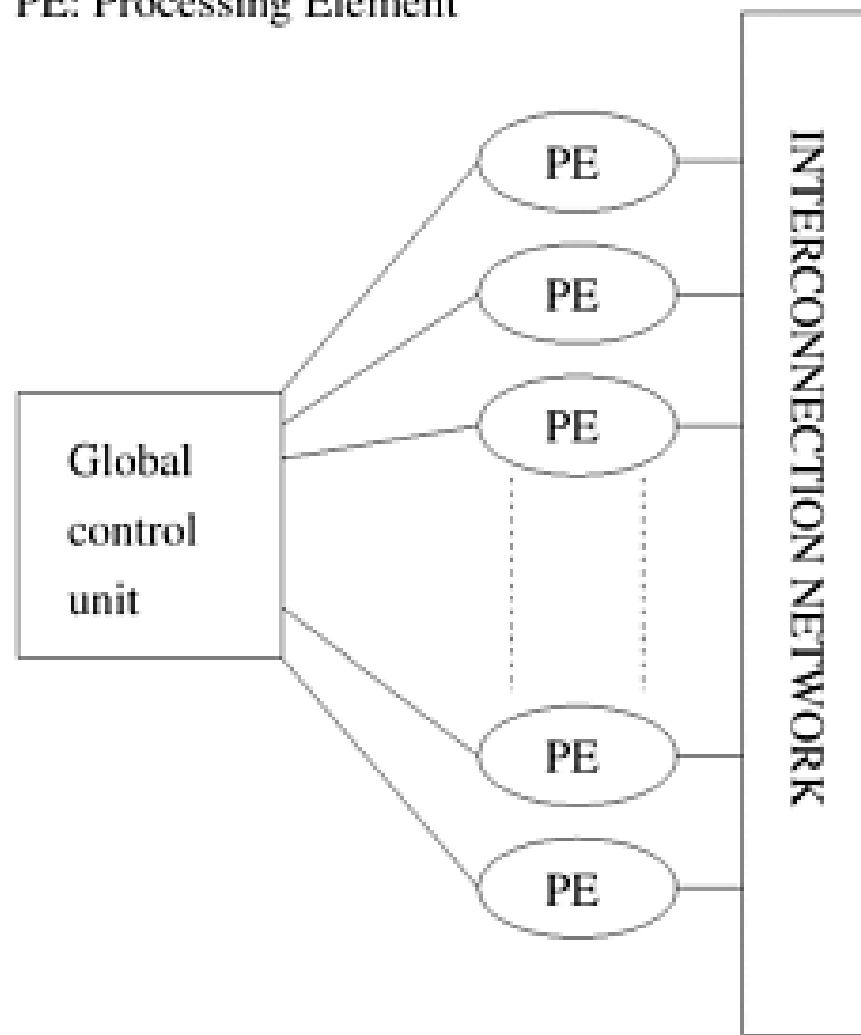 PE: Processing Element
PE
PE
PE
Global
control
unit
PE
PE
INTERCONNECTION NETWORK